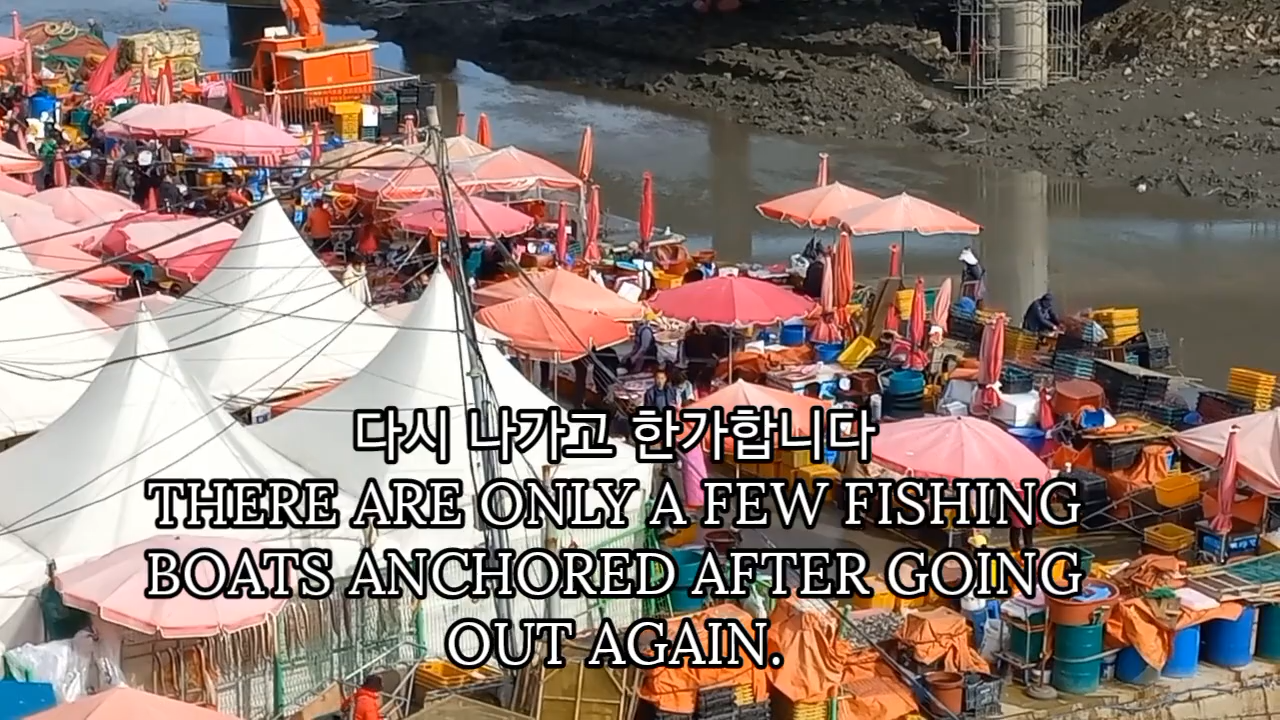 다시 나가고 한가합니다
THERE ARE ONLY A FEW FISHING
BOATS ANCHORED AFTER GOING
OUT AGAIN.